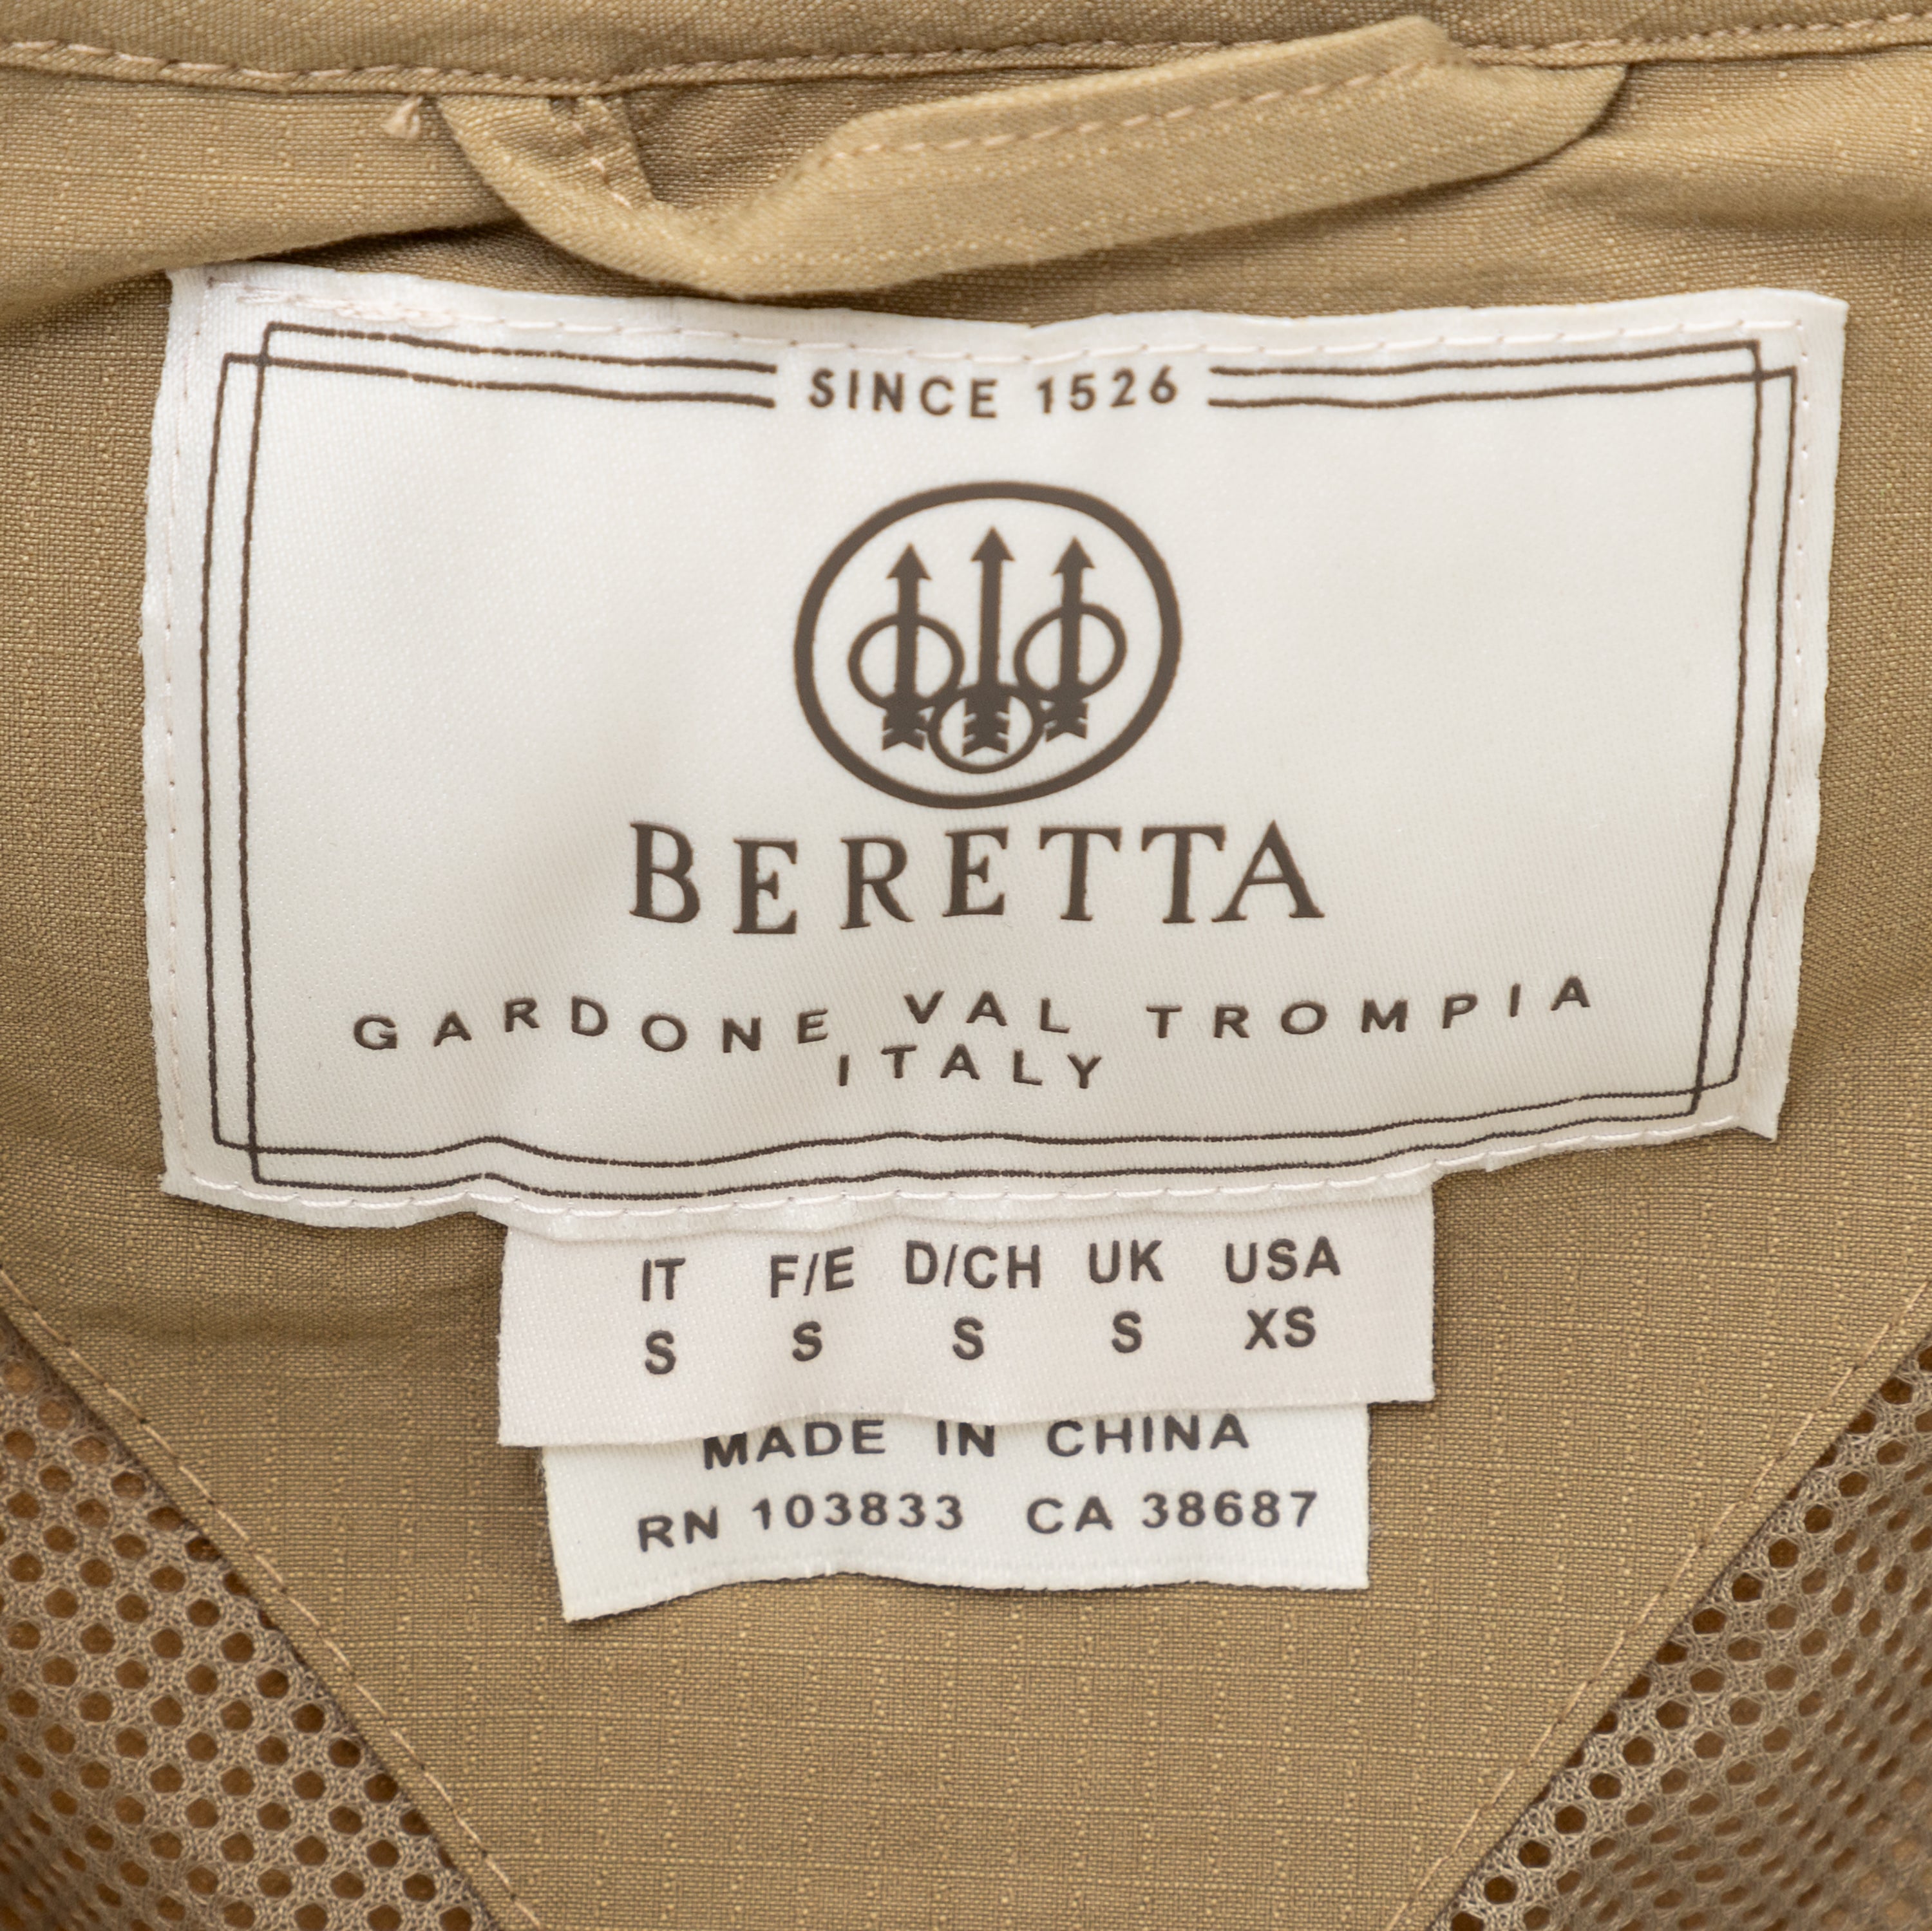 SINCE 1526
BERETTA
GARDONE VAL TROMPIA
ITALY
IT F/E D/CH UK USA
S S S S XS
MADE IN CHINA
RN 103833 CA 38687